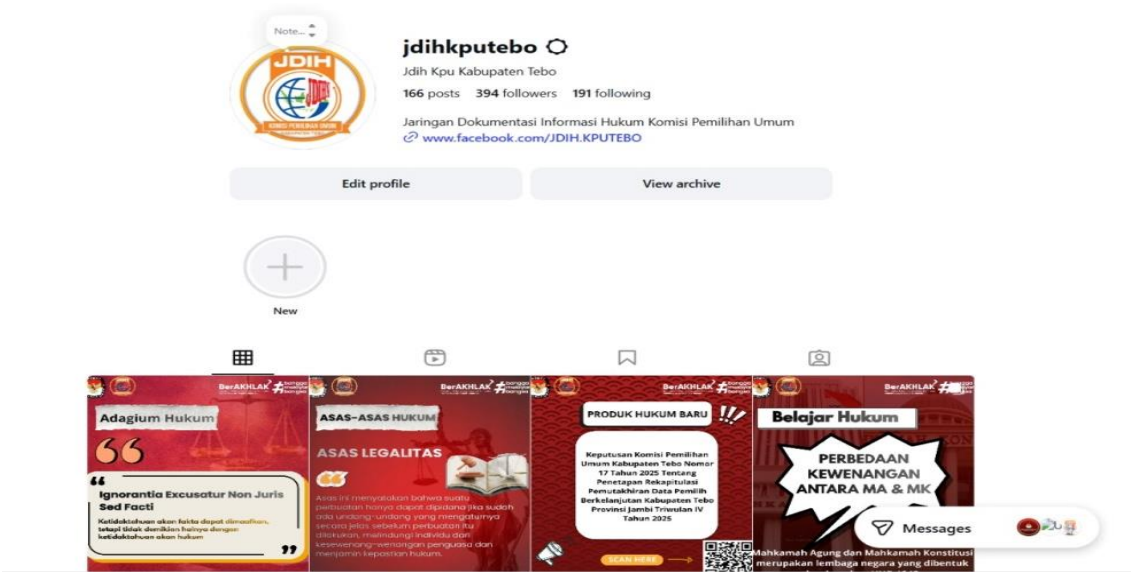 Note...
jdihkputebo
JDIH
Jdih Kpu Kabupaten Tebo
166 posts 394 followers 191 following
Jaringan Dokumentasi Informasi Hukum Komisi Pemilihan Umum
www.facebook.com/JDIH.KPUTEBO
Edit profile
View archive
New
BerAKHLAK
Adagium Hukum
Ignorantia Excusatur Non Juris
Sed Facti
Ketidaktahuan akan fakta dapat dimaafkan,
tetapi tidak demikian halnya dengan
ketidaktahuan akan hukum
BerAKHLAK
ASAS-ASAS HUKUM
ASAS LEGALITAS
Asas ini menyatakan bahwa suatu
perbuatan hanya dapat dipidana jika sudah
ada undang-undang yang mengaturnya
secara jelas sebelum perbuatan itu
dilakukan, melindungi individu dari
kesewenang-wenangan penguasa dan
menjamin kepastian hukum.
BerAKHLAK
PRODUK HUKUM BARU
Keputusan Komisi Pemilihan
Umum Kabupaten Tebo Nomor
17 Tahun 2025 Tentang
Penetapan Rekapitulasi
Pemutakhiran Data Pemilih
Berkelanjutan Kabupaten Tebo
Provinsi Jambi Triwulan IV
Tahun 2025
SCAN HERE
BerAKHLAK
Belajar Hukum
PERBEDAAN
KEWENANGAN
ANTARA MA & MK
Mahkamah Agung dan Mahkamah Konstitusi
merupakan lembaga negara yang dibentuk
Messages